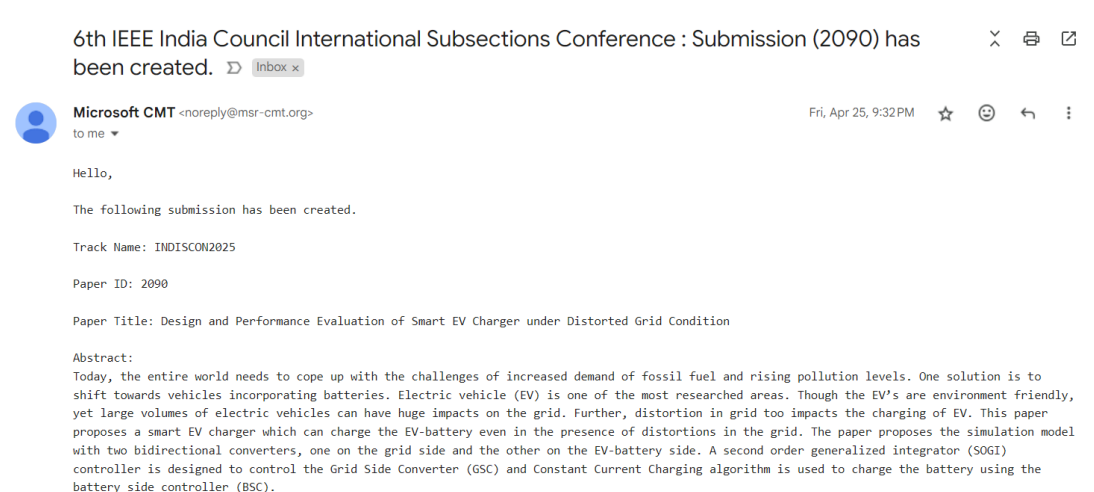 6th IEEE India Council International Subsections Conference : Submission (2090) has
been created. Inbox ×
Microsoft CMT <noreply@msr-cmt.org> Fri, Apr 25, 9:32 PM
to me
Hello,
The following submission has been created.
Track Name: INDISCON2025
Paper ID: 2090
Paper Title: Design and Performance Evaluation of Smart EV Charger under Distorted Grid Condition
Abstract:
Today, the entire world needs to cope up with the challenges of increased demand of fossil fuel and rising pollution levels. One solution is to
shift towards vehicles incorporating batteries. Electric vehicle (EV) is one of the most researched areas. Though the EV’s are environment friendly,
yet large volumes of electric vehicles can have huge impacts on the grid. Further, distortion in grid too impacts the charging of EV. This paper
proposes a smart EV charger which can charge the EV-battery even in the presence of distortions in the grid. The paper proposes the simulation model
with two bidirectional converters, one on the grid side and the other on the EV-battery side. A second order generalized integrator (SOGI)
controller is designed to control the Grid Side Converter (GSC) and Constant Current Charging algorithm is used to charge the battery using the
battery side controller (BSC).